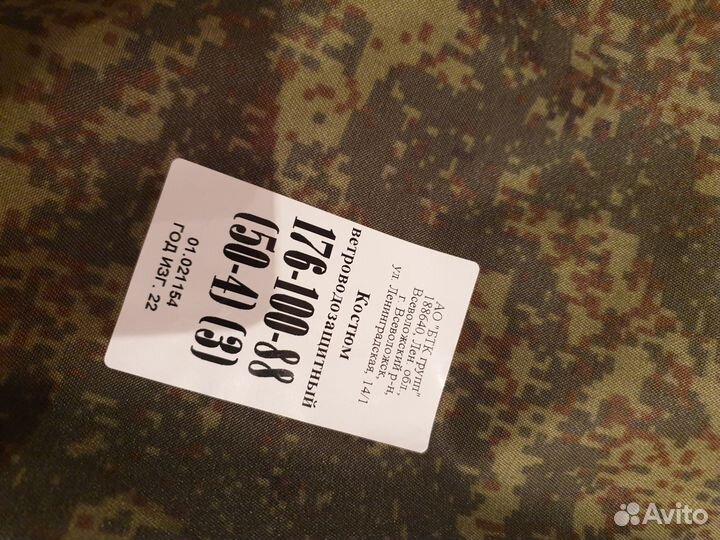 АО "БТК групп"
188640, Лен. обл,
Всеволожский р-н,
г. Всеволожск.
ул Ленинградская, 14/1
Костюм
ветроводозащитный
176-100-88
(50-4) (3)
01.021154
ГОД ИЗГ. 22
Avito